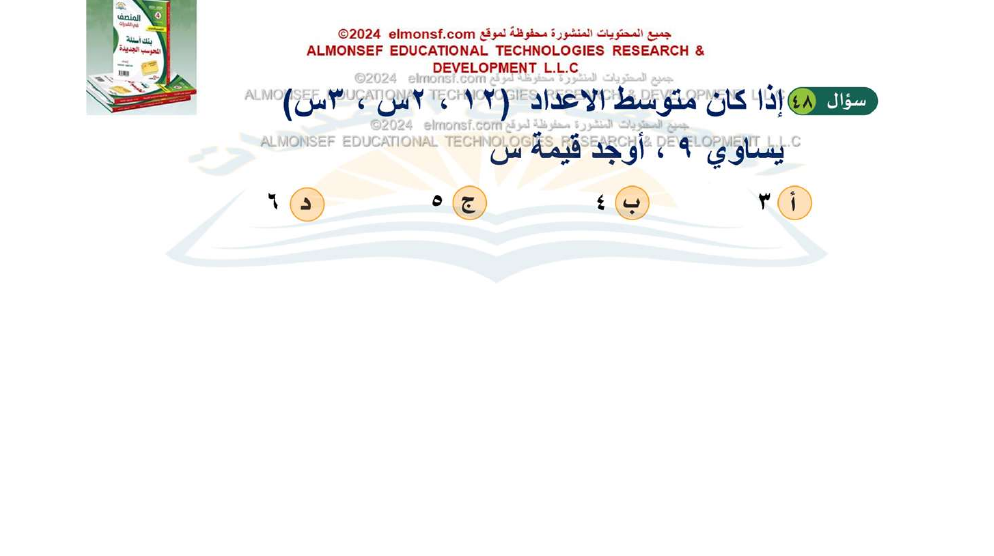 المنصف
في القدرات
بنك أسئلة
المحوسب الجديدة
جميع المحتويات المنشورة محفوظة لموقع elmonsf.com ©2024
ALMONSEF EDUCATIONAL TECHNOLOGIES RESEARCH &
DEVELOPMENT L.L.C
جميع المحتويات المنشورة محفوظة لموقع elmonsf.com ©2024
ALMONSEF EDUCATIONAL TECHNOLOGIES RESEARCH & DEVELOPMENT L.L.C
سؤال ٤٨ إذا كان متوسط الاعداد (١٢ ، ٢س ، ٣س)
جميع المحتويات المنشورة محفوظة لموقع elmonsf.com ©2024
ALMONSEF EDUCATIONAL TECHNOLOGIES RESEARCH & DEVELOPMENT L.L.C
يساوي ٩ ، أوجد قيمة س
أ ٣ ب ٤ ج ٥ د ٦